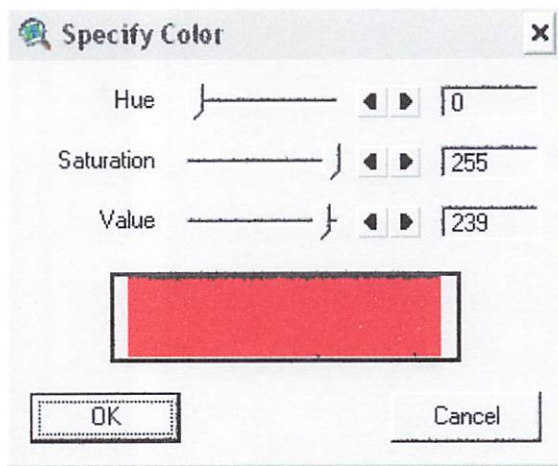 Specify Color
Hue 0
Saturation 255
Value 239
OK Cancel